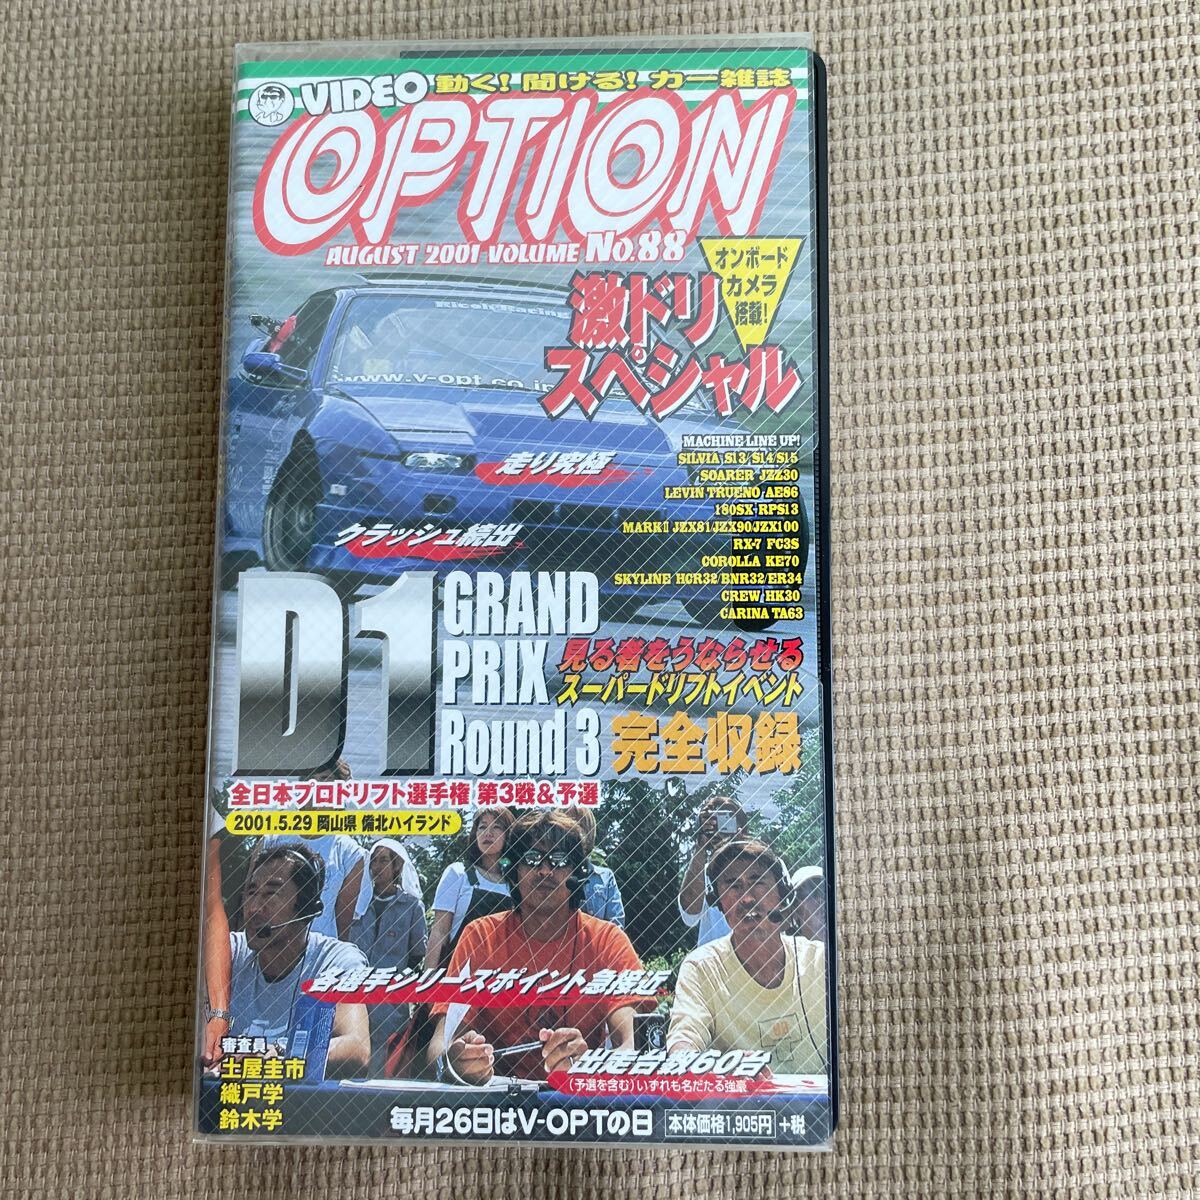 VIDEO 動く!聞ける!カー雑誌
OPTION
AUGUST 2001 VOLUME No.88
オンボード
カメラ
搭載!
激ドリ
スペシャル
Ricoh Racing
www.v-opt.co.jp
MACHINE LINE UP!
SILVIA S13/S14/S15
SOARER JZZ30
LEVIN TRUENO AE86
180SX RPS13
MARKⅡ JZX81/JZX90/JZX100
RX-7 FC3S
COROLLA KE70
SKYLINE HCR32/BNR32/ER34
CREW HK30
CARINA TA63
走り究極
クラッシュ続出
D1
GRAND
PRIX
Round 3
見る者をうならせる
スーパードリフトイベント
完全収録
全日本プロドリフト選手権 第3戦&予選
2001.5.29 岡山県 備北ハイランド
各選手シリーズポイント急接近
出走台数60台
(予選を含む)いずれも名だたる強豪
審査員
土屋圭市
織戸学
鈴木学
毎月26日はV-OPTの日 本体価格1,905円 +税